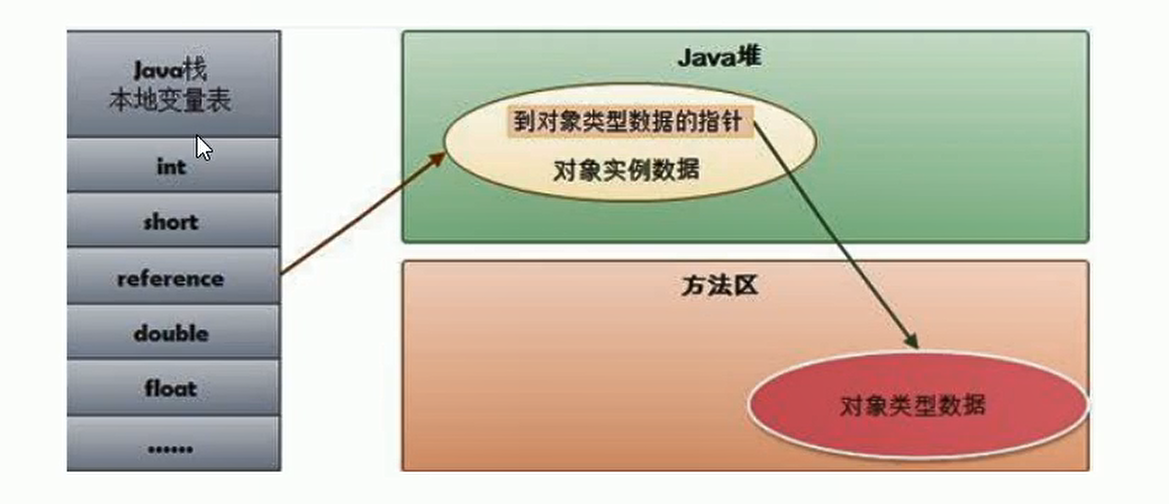 Java栈
本地变量表
int
short
reference
double
float
......
Java堆
到对象类型数据的指针
对象实例数据
方法区
对象类型数据